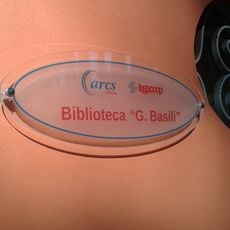 arcs
legacoop
Biblioteca "G. Basili"